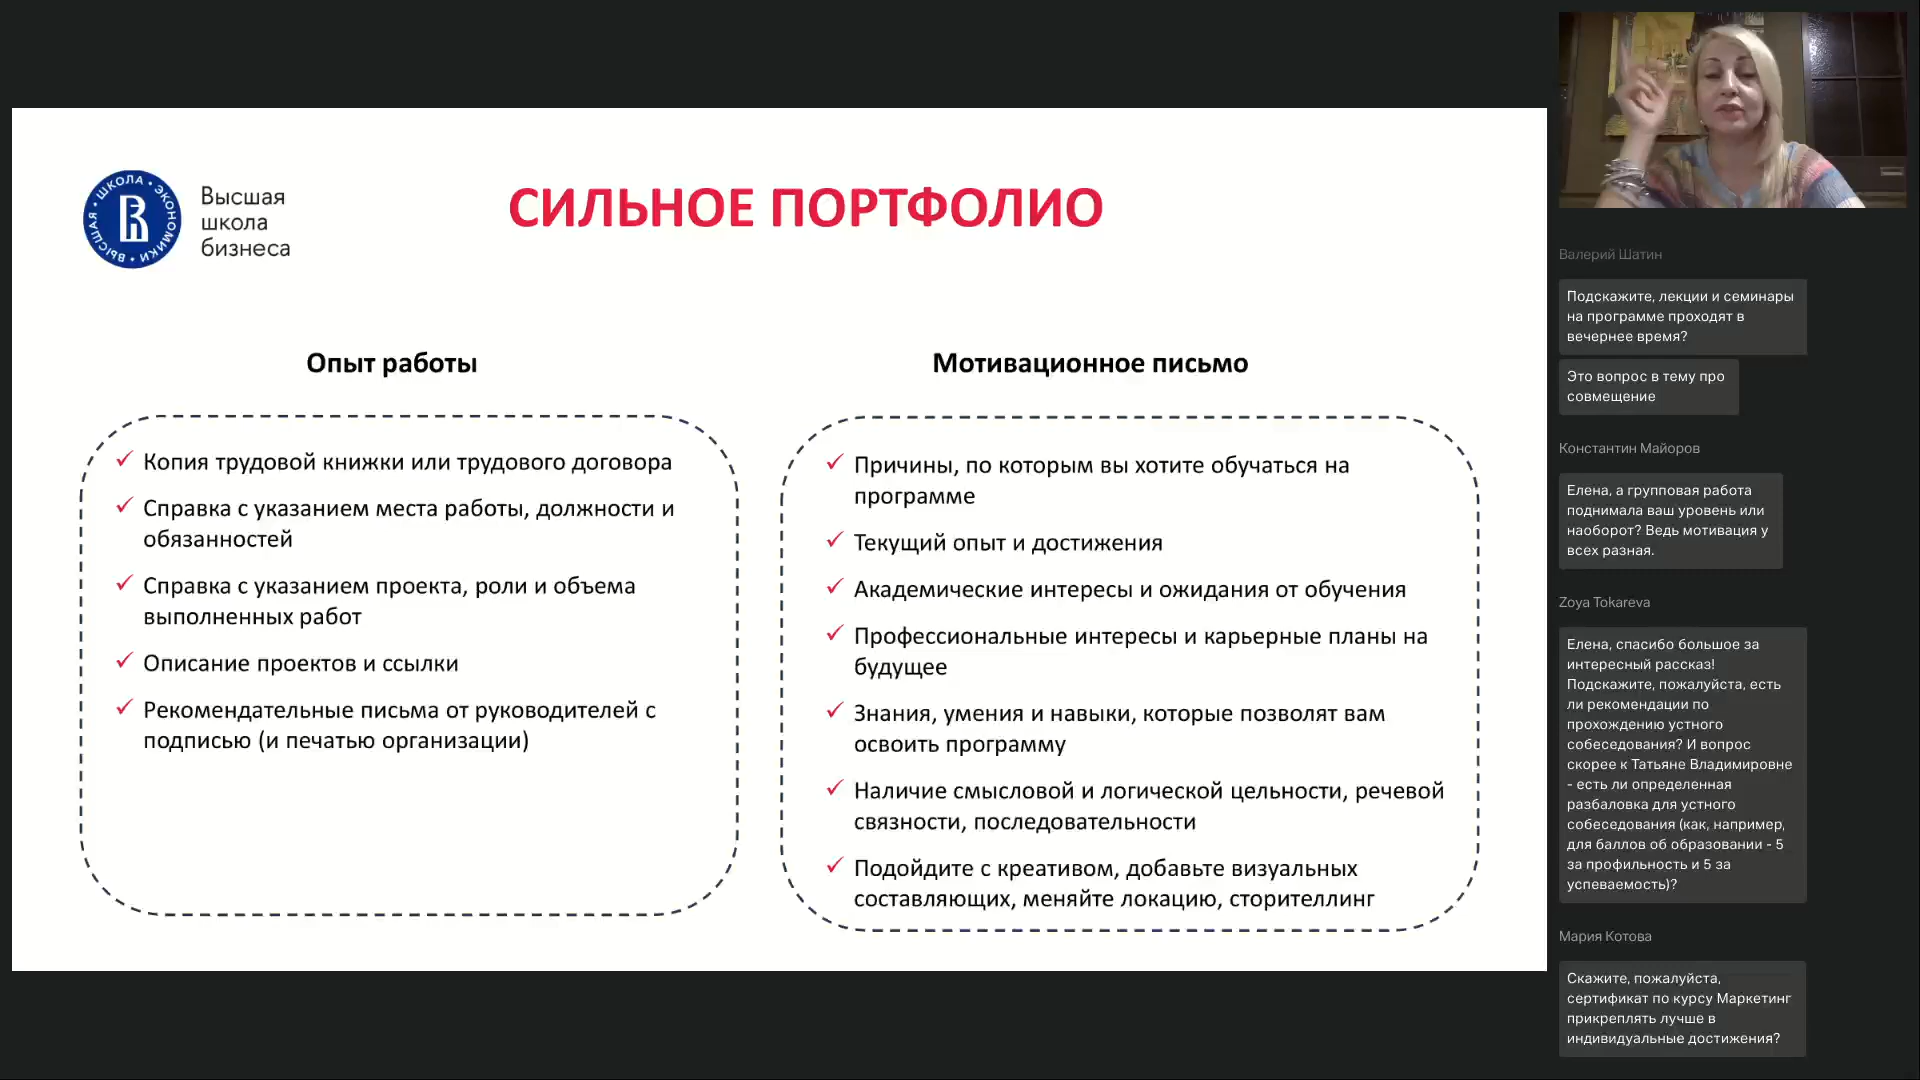 ВЫСШАЯ • ШКОЛА • ЭКОНОМИКИ •
Высшая
школа
бизнеса
СИЛЬНОЕ ПОРТФОЛИО
Опыт работы
Копия трудовой книжки или трудового договора
Справка с указанием места работы, должности и
обязанностей
Справка с указанием проекта, роли и объема
выполненных работ
Описание проектов и ссылки
Рекомендательные письма от руководителей с
подписью (и печатью организации)
Мотивационное письмо
Причины, по которым вы хотите обучаться на
программе
Текущий опыт и достижения
Академические интересы и ожидания от обучения
Профессиональные интересы и карьерные планы на
будущее
Знания, умения и навыки, которые позволят вам
освоить программу
Наличие смысловой и логической цельности, речевой
связности, последовательности
Подойдите с креативом, добавьте визуальных
составляющих, меняйте локацию, сторителлинг
Валерий Шатин
Подскажите, лекции и семинары
на программе проходят в
вечернее время?
Это вопрос в тему про
совмещение
Константин Майоров
Елена, а групповая работа
поднимала ваш уровень или
наоборот? Ведь мотивация у
всех разная.
Zoya Tokareva
Елена, спасибо большое за
интересный рассказ!
Подскажите, пожалуйста, есть
ли рекомендации по
прохождению устного
собеседования? И вопрос
скорее к Татьяне Владимировне
- есть ли определенная
разбаловка для устного
собеседования (как, например,
для баллов об образовании - 5
за профильность и 5 за
успеваемость)?
Мария Котова
Скажите, пожалуйста,
сертификат по курсу Маркетинг
прикреплять лучше в
индивидуальные достижения?